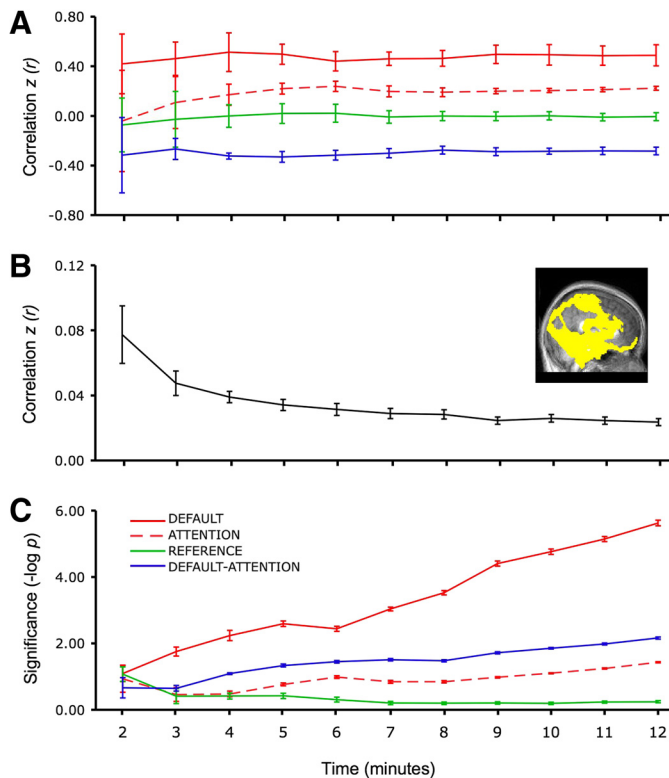 A
0.80
0.40
0.00
-0.40
-0.80
Correlation z (r)
B
0.12
0.08
0.04
0.00
Correlation z (r)
C
6.00
4.00
2.00
0.00
Significance (-log p)
DEFAULT
ATTENTION
REFERENCE
DEFAULT-ATTENTION
2 3 4 5 6 7 8 9 10 11 12
Time (minutes)